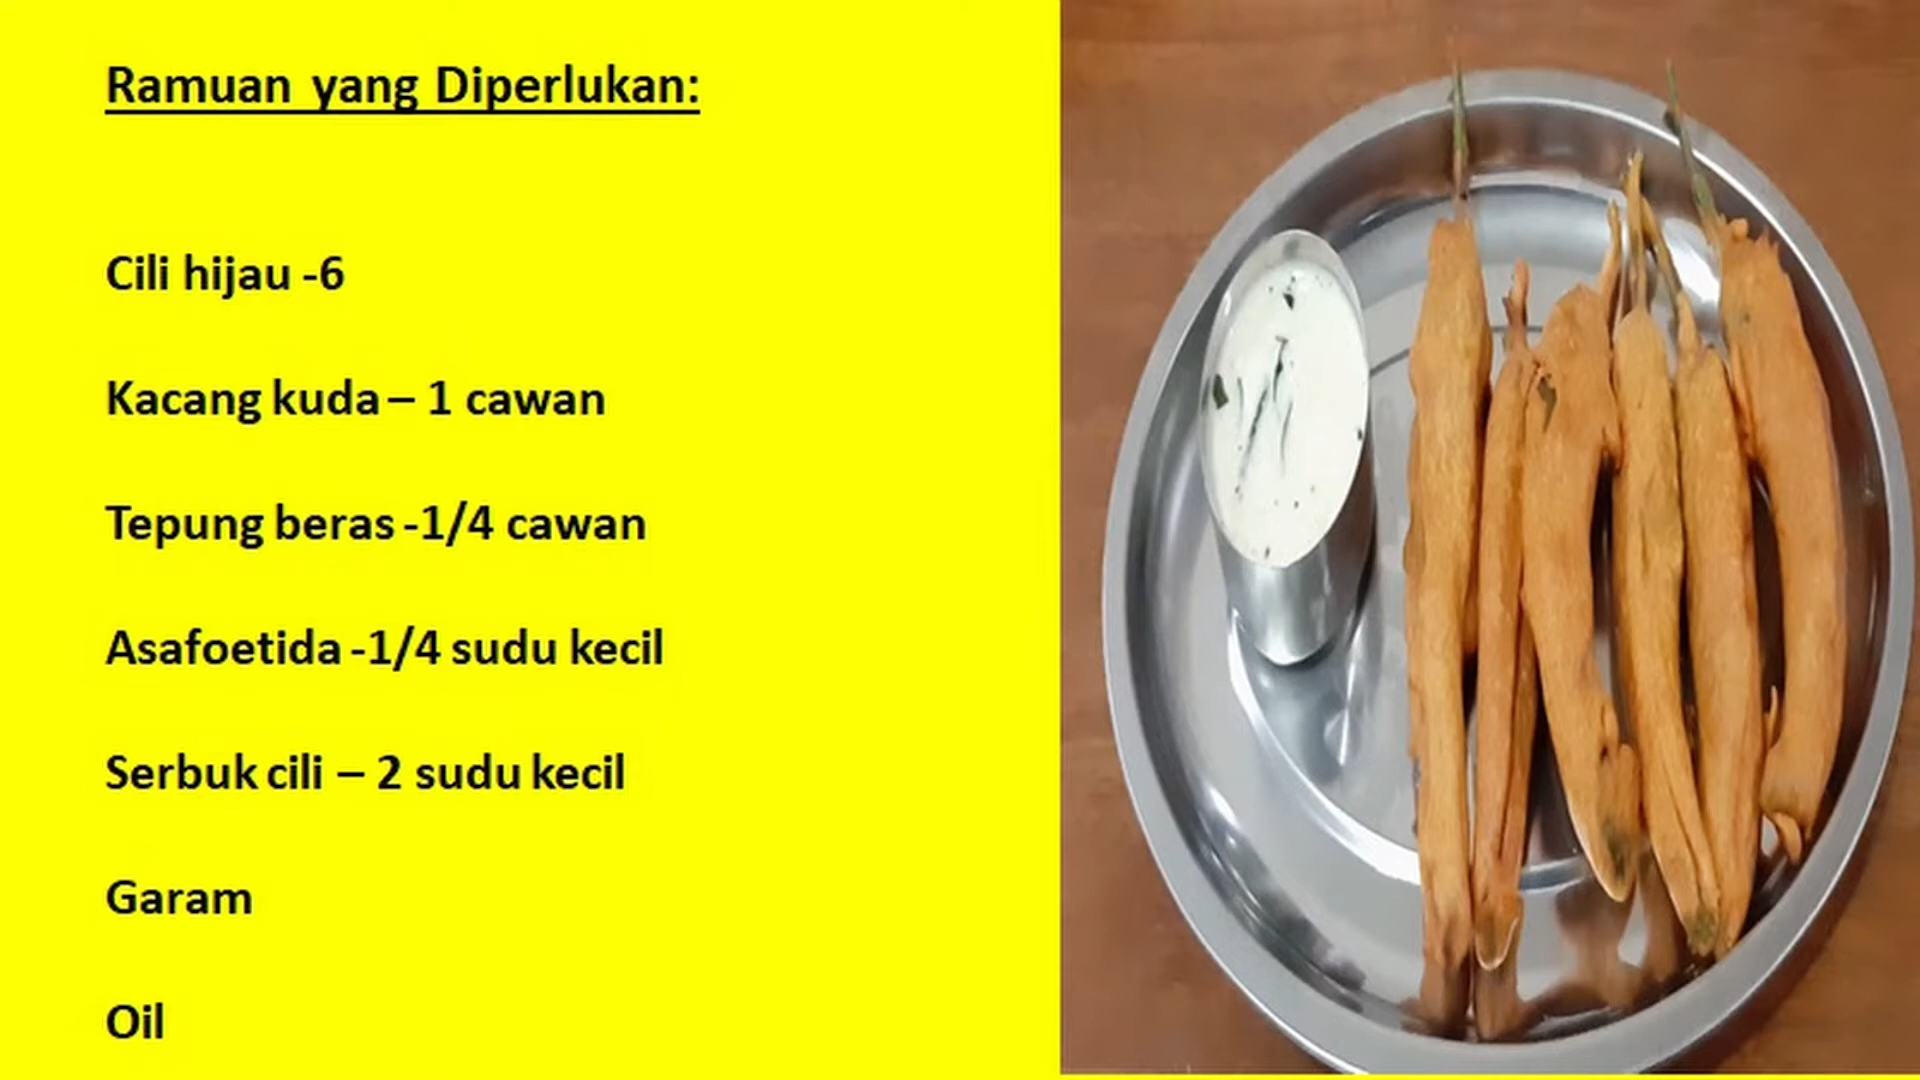 Ramuan yang Diperlukan:
Cili hijau -6
Kacang kuda – 1 cawan
Tepung beras -1/4 cawan
Asafoetida -1/4 sudu kecil
Serbuk cili – 2 sudu kecil
Garam
Oil